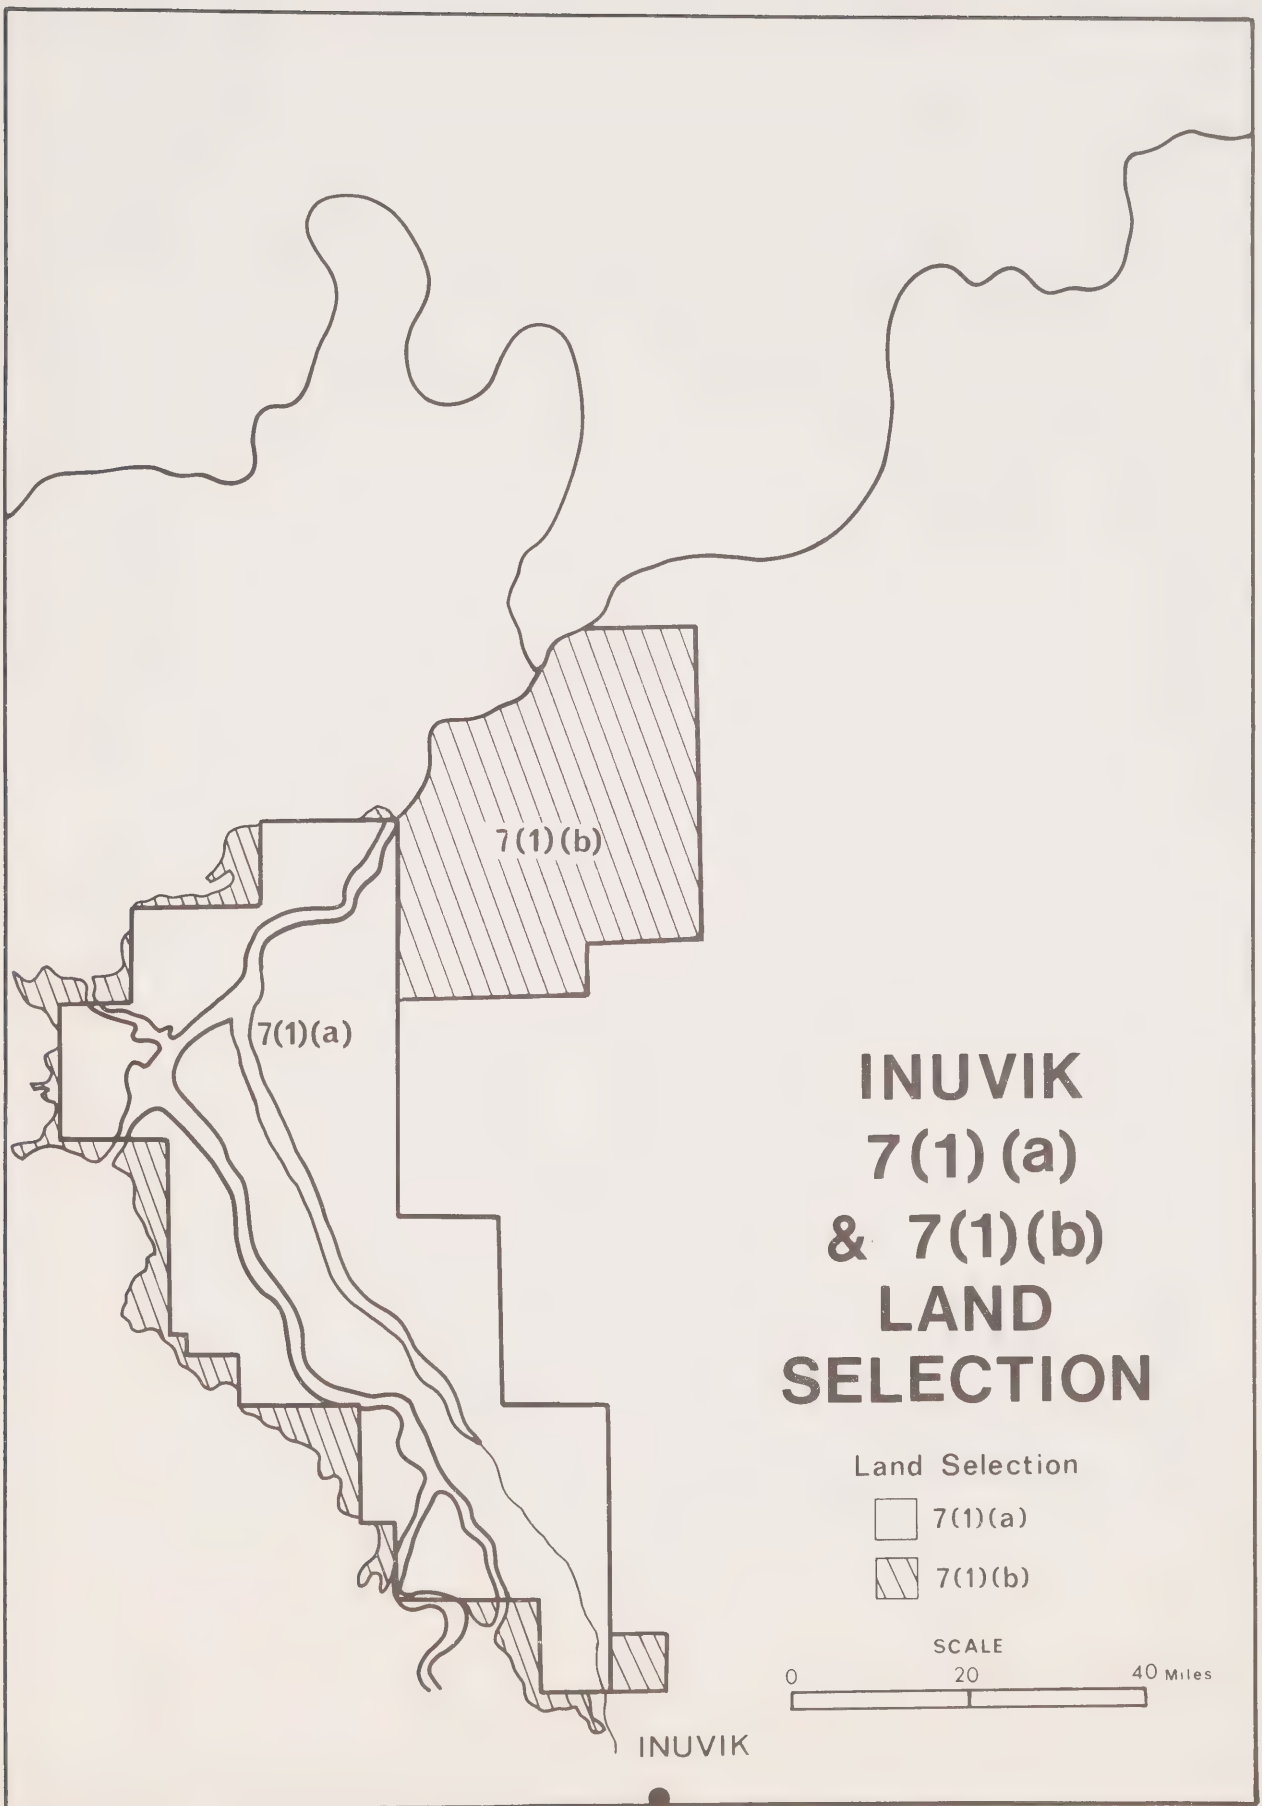 7(1)(b)
7(1)(a)
INUVIK
7(1)(a)
& 7(1)(b)
LAND
SELECTION
Land Selection
7(1)(a)
7(1)(b)
SCALE
0 20 40 Miles
INUVIK